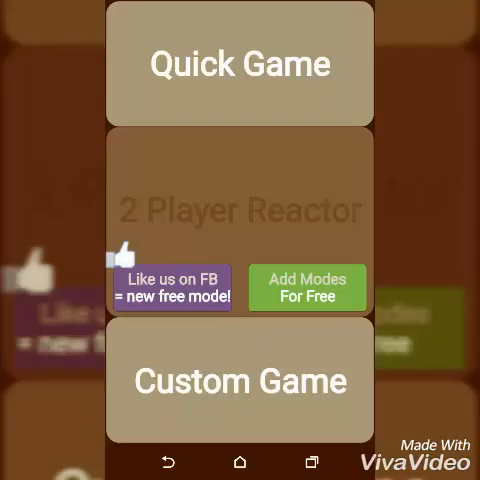 Quick Game
2 Player Reactor
Like us on FB
= new free mode!
Add Modes
For Free
Custom Game
Made With
VivaVideo